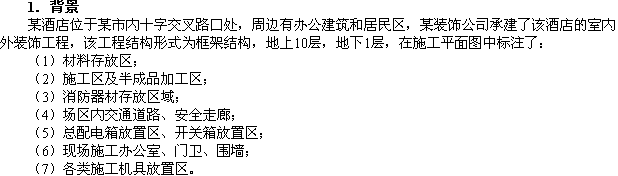 1. 背景
某酒店位于某市内十字交叉路口处，周边有办公建筑和居民区，某装饰公司承建了该酒店的室内
外装饰工程，该工程结构形式为框架结构，地上10层，地下1层，在施工平面图中标注了：
（1）材料存放区；
（2）施工区及半成品加工区；
（3）消防器材存放区域；
（4）场区内交通道路、安全走廊；
（5）总配电箱放置区、开关箱放置区；
（6）现场施工办公室、门卫、围墙；
（7）各类施工机具放置区。